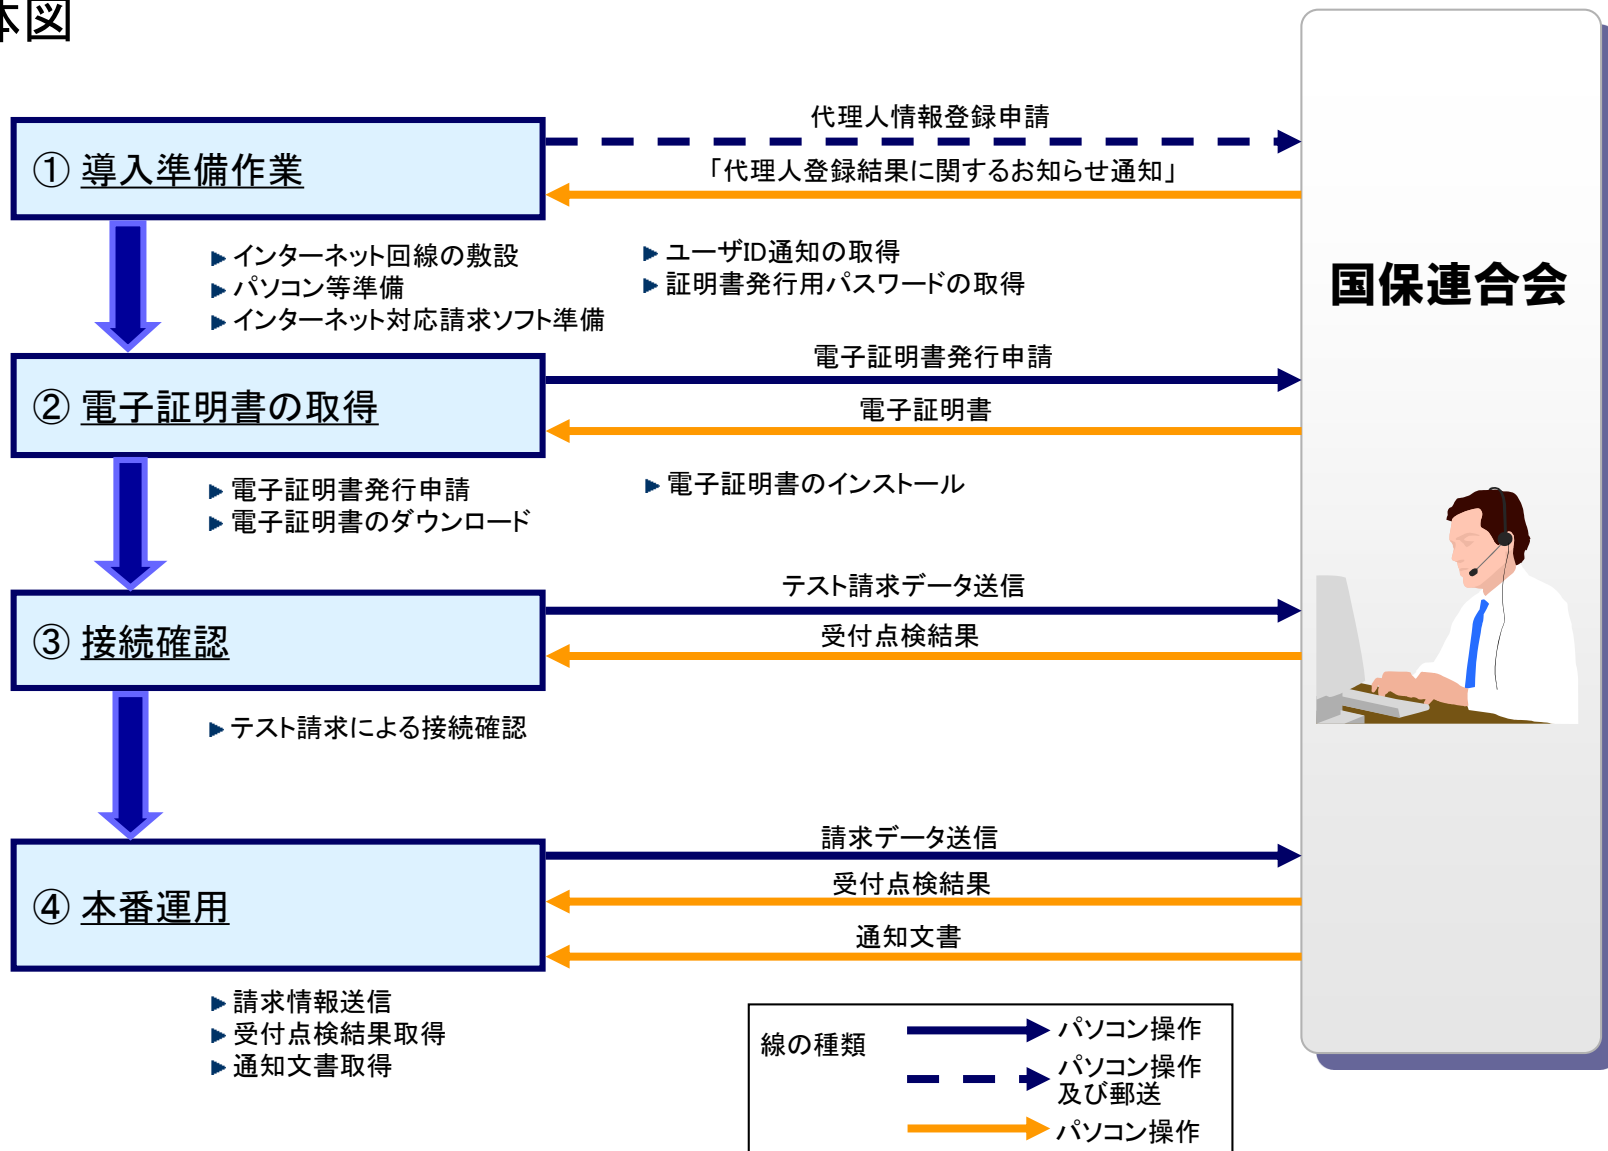 本図
代理人情報登録申請
① 導入準備作業
「代理人登録結果に関するお知らせ通知」
インターネット回線の敷設
パソコン等準備
インターネット対応請求ソフト準備
ユーザID通知の取得
証明書発行用パスワードの取得
国保連合会
電子証明書発行申請
② 電子証明書の取得
電子証明書
電子証明書発行申請
電子証明書のダウンロード
電子証明書のインストール
テスト請求データ送信
③ 接続確認
受付点検結果
テスト請求による接続確認
請求データ送信
④ 本番運用
受付点検結果
通知文書
請求情報送信
受付点検結果取得
通知文書取得
線の種類
パソコン操作
パソコン操作
及び郵送
パソコン操作